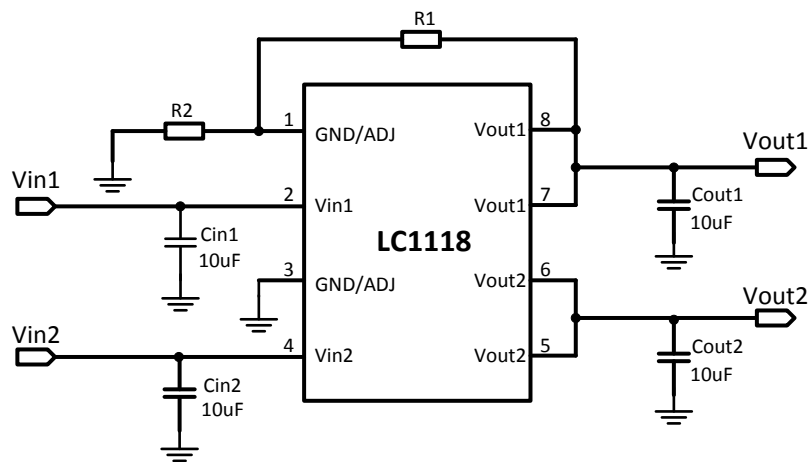 R1
R2
1
GND/ADJ
Vout1
8
Vin1
Vout1
2
Vin1
Vout1
7
Cout1
10uF
Cin1
10uF
LC1118
3
GND/ADJ
Vout2
6
Vout2
Vin2
4
Vin2
Vout2
5
Cout2
10uF
Cin2
10uF